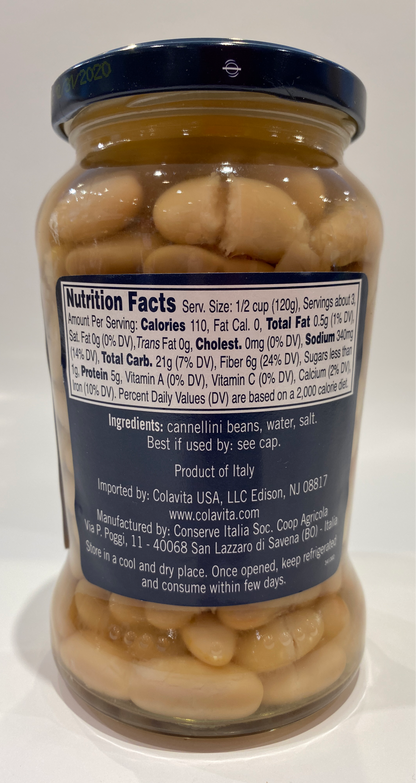 /2020
Nutrition Facts Serv. Size: 1/2 cup (120g), Servings about 3,
Amount Per Serving: Calories 110, Fat Cal. 0, Total Fat 0.5g (1% DV),
Sat. Fat 0g (0% DV), Trans Fat 0g, Cholest. 0mg (0% DV), Sodium 340mg
(14% DV), Total Carb. 21g (7% DV), Fiber 6g (24% DV), Sugars less than
1g, Protein 5g, Vitamin A (0% DV), Vitamin C (0% DV), Calcium (2% DV),
Iron (10% DV). Percent Daily Values (DV) are based on a 2,000 calorie diet.
Ingredients: cannellini beans, water, salt.
Best if used by: see cap.
Product of Italy
Imported by: Colavita USA, LLC Edison, NJ 08817
www.colavita.com
Manufactured by: Conserve Italia Soc. Coop Agricola
Via P. Poggi, 11 - 40068 San Lazzaro di Savena (BO) - Italia
Store in a cool and dry place. Once opened, keep refrigerated
and consume within few days.